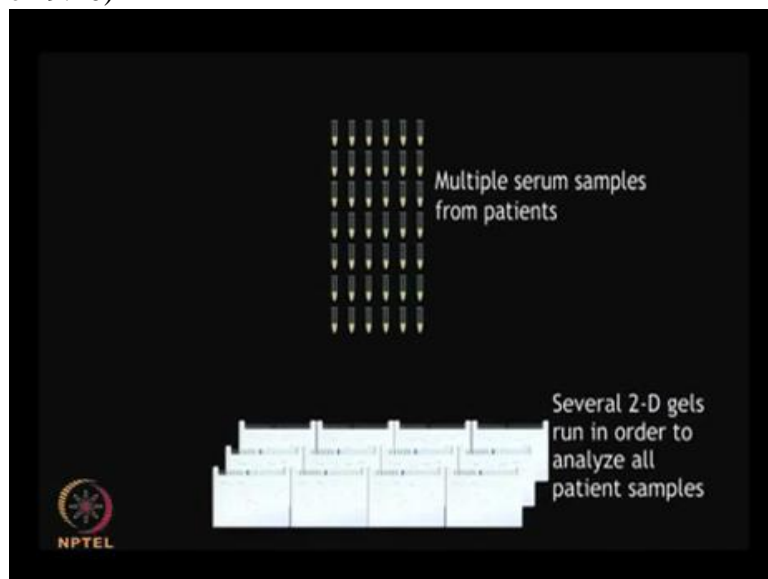 Multiple serum samples
from patients
Several 2-D gels
run in order to
analyze all
patient samples
NPTEL